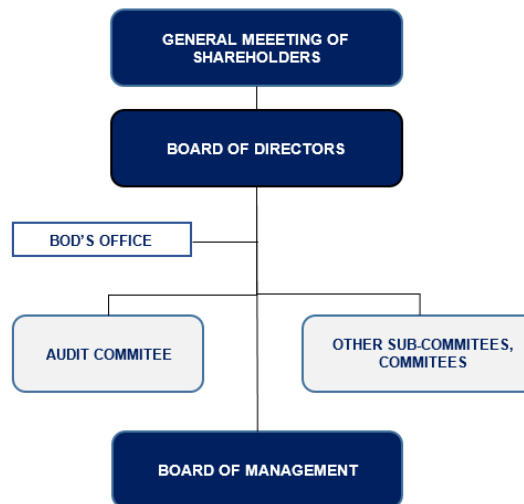 GENERAL MEEETING OF
SHAREHOLDERS
BOARD OF DIRECTORS
BOD'S OFFICE
AUDIT COMMITEE
OTHER SUB-COMMITEES,
COMMITEES
BOARD OF MANAGEMENT